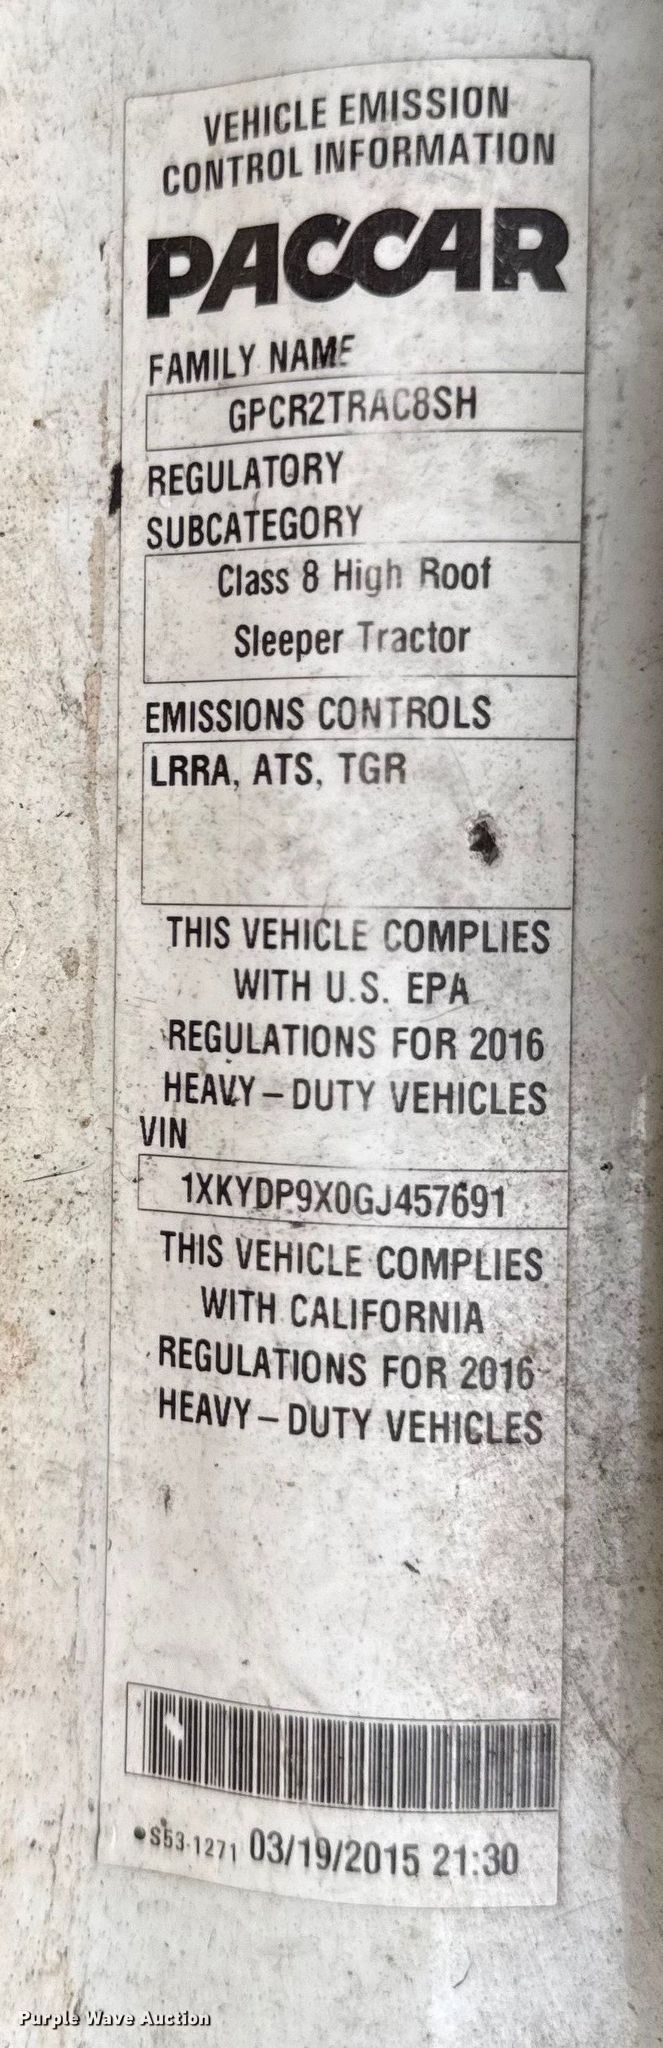 VEHICLE EMISSION
CONTROL INFORMATION
PACCAR
FAMILY NAME
GPCR2TRAC8SH
REGULATORY
SUBCATEGORY
Class 8 High Roof
Sleeper Tractor
EMISSIONS CONTROLS
LRRA, ATS, TGR
THIS VEHICLE COMPLIES
WITH U.S. EPA
REGULATIONS FOR 2016
HEAVY-DUTY VEHICLES
VIN
1XKYDP9X0GJ457691
THIS VEHICLE COMPLIES
WITH CALIFORNIA
REGULATIONS FOR 2016
HEAVY-DUTY VEHICLES
S53-1271 03/19/2015 21:30
Purple Wave Auction